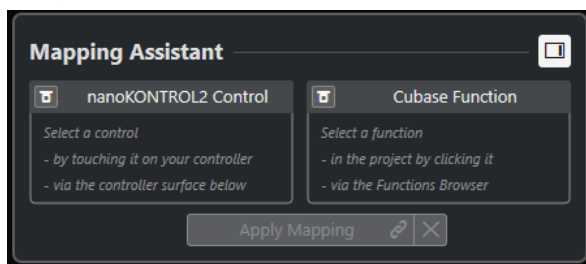 Mapping Assistant
nanoKONTROL2 Control
Select a control
- by touching it on your controller
- via the controller surface below
Cubase Function
Select a function
- in the project by clicking it
- via the Functions Browser
Apply Mapping